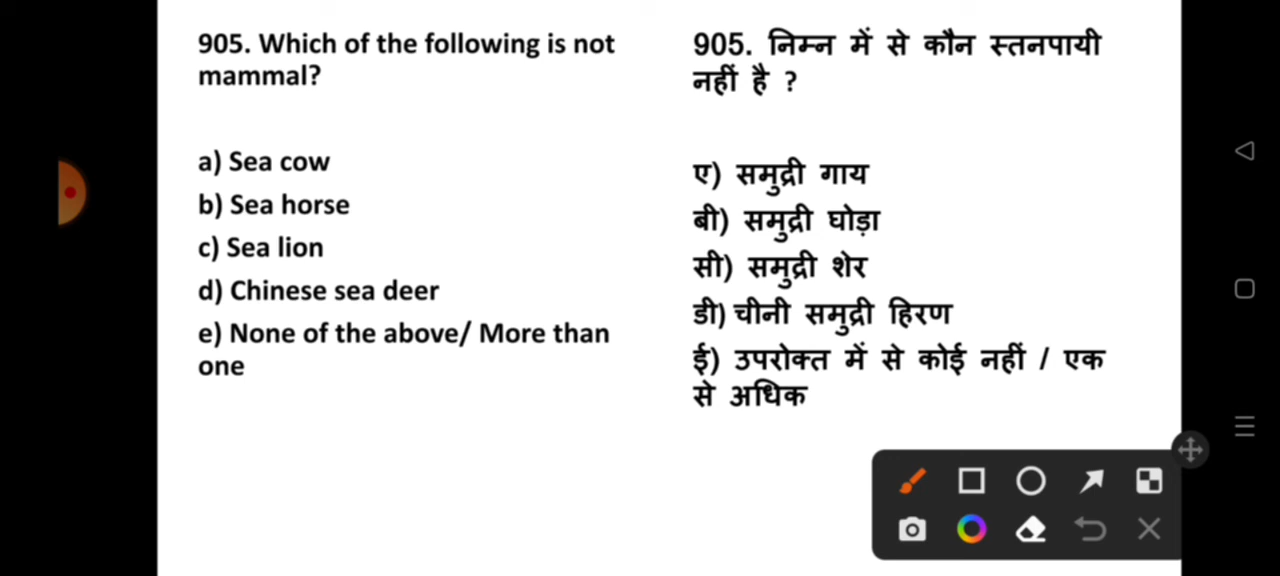 905. Which of the following is not
mammal?
a) Sea cow
b) Sea horse
c) Sea lion
d) Chinese sea deer
e) None of the above/ More than
one
905. निम्न में से कौन स्तनपायी
नहीं है ?
ए) समुद्री गाय
बी) समुद्री घोड़ा
सी) समुद्री शेर
डी) चीनी समुद्री हिरण
ई) उपरोक्त में से कोई नहीं / एक
से अधिक